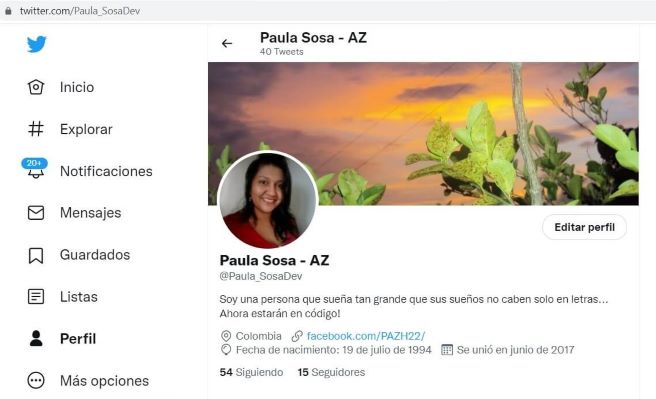 twitter.com/Paula_SosaDev
Paula Sosa - AZ
40 Tweets
Inicio
Explorar
20+
Notificaciones
Mensajes
Guardados
Listas
Perfil
Más opciones
Editar perfil
Paula Sosa - AZ
@Paula_SosaDev
Soy una persona que sueña tan grande que sus sueños no caben solo en letras...
Ahora estarán en código!
Colombia facebook.com/PAZH22/
Fecha de nacimiento: 19 de julio de 1994 Se unió en junio de 2017
54 Siguiendo 15 Seguidores